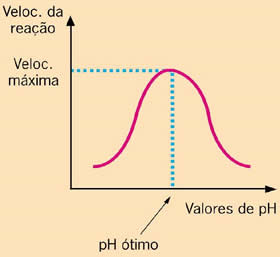 Veloc. da
reação
Veloc.
máxima
Valores de pH
pH ótimo